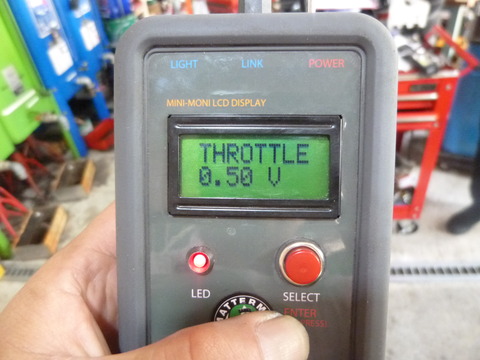 LIGHT LINK POWER
MINI-MONI LCD DISPLAY
THROTTLE
0.50 V
LED
SELECT
ENTER